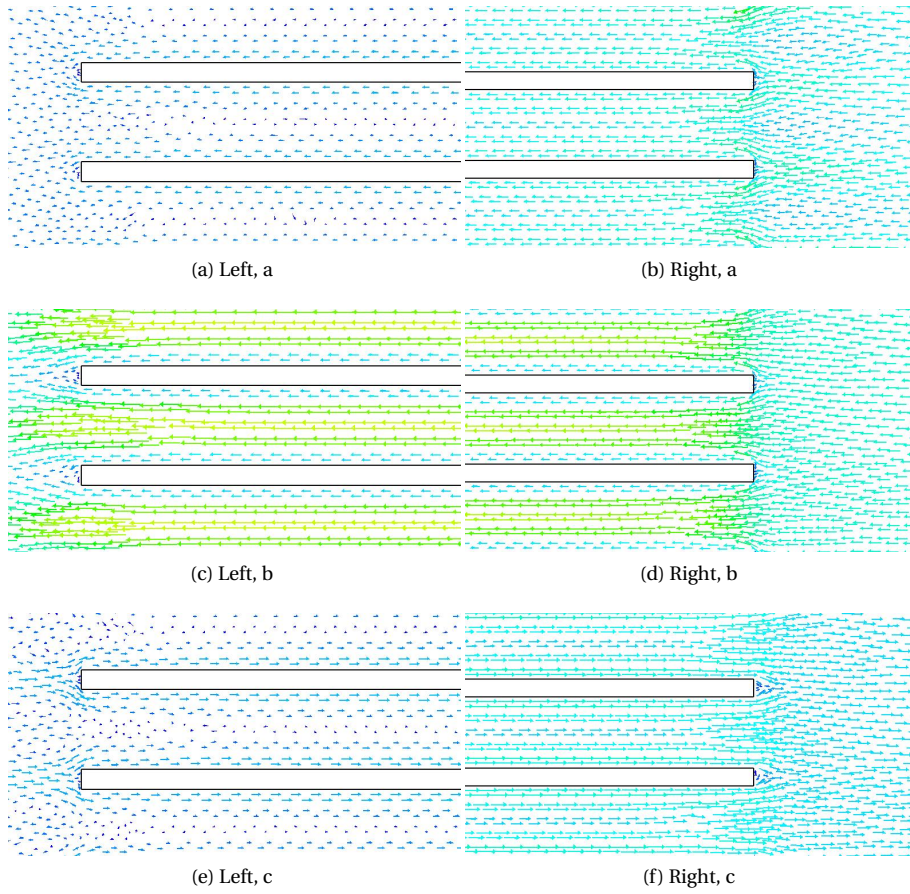 (a) Left, a
(b) Right, a
(c) Left, b
(d) Right, b
(e) Left, c
(f) Right, c